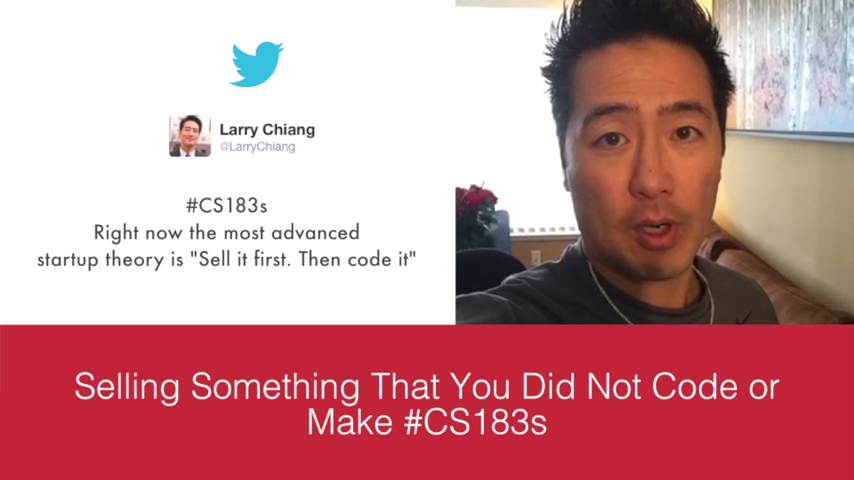 Larry Chiang
@LarryChiang
#CS183s
Right now the most advanced
startup theory is "Sell it first. Then code it"
Selling Something That You Did Not Code or
Make #CS183s